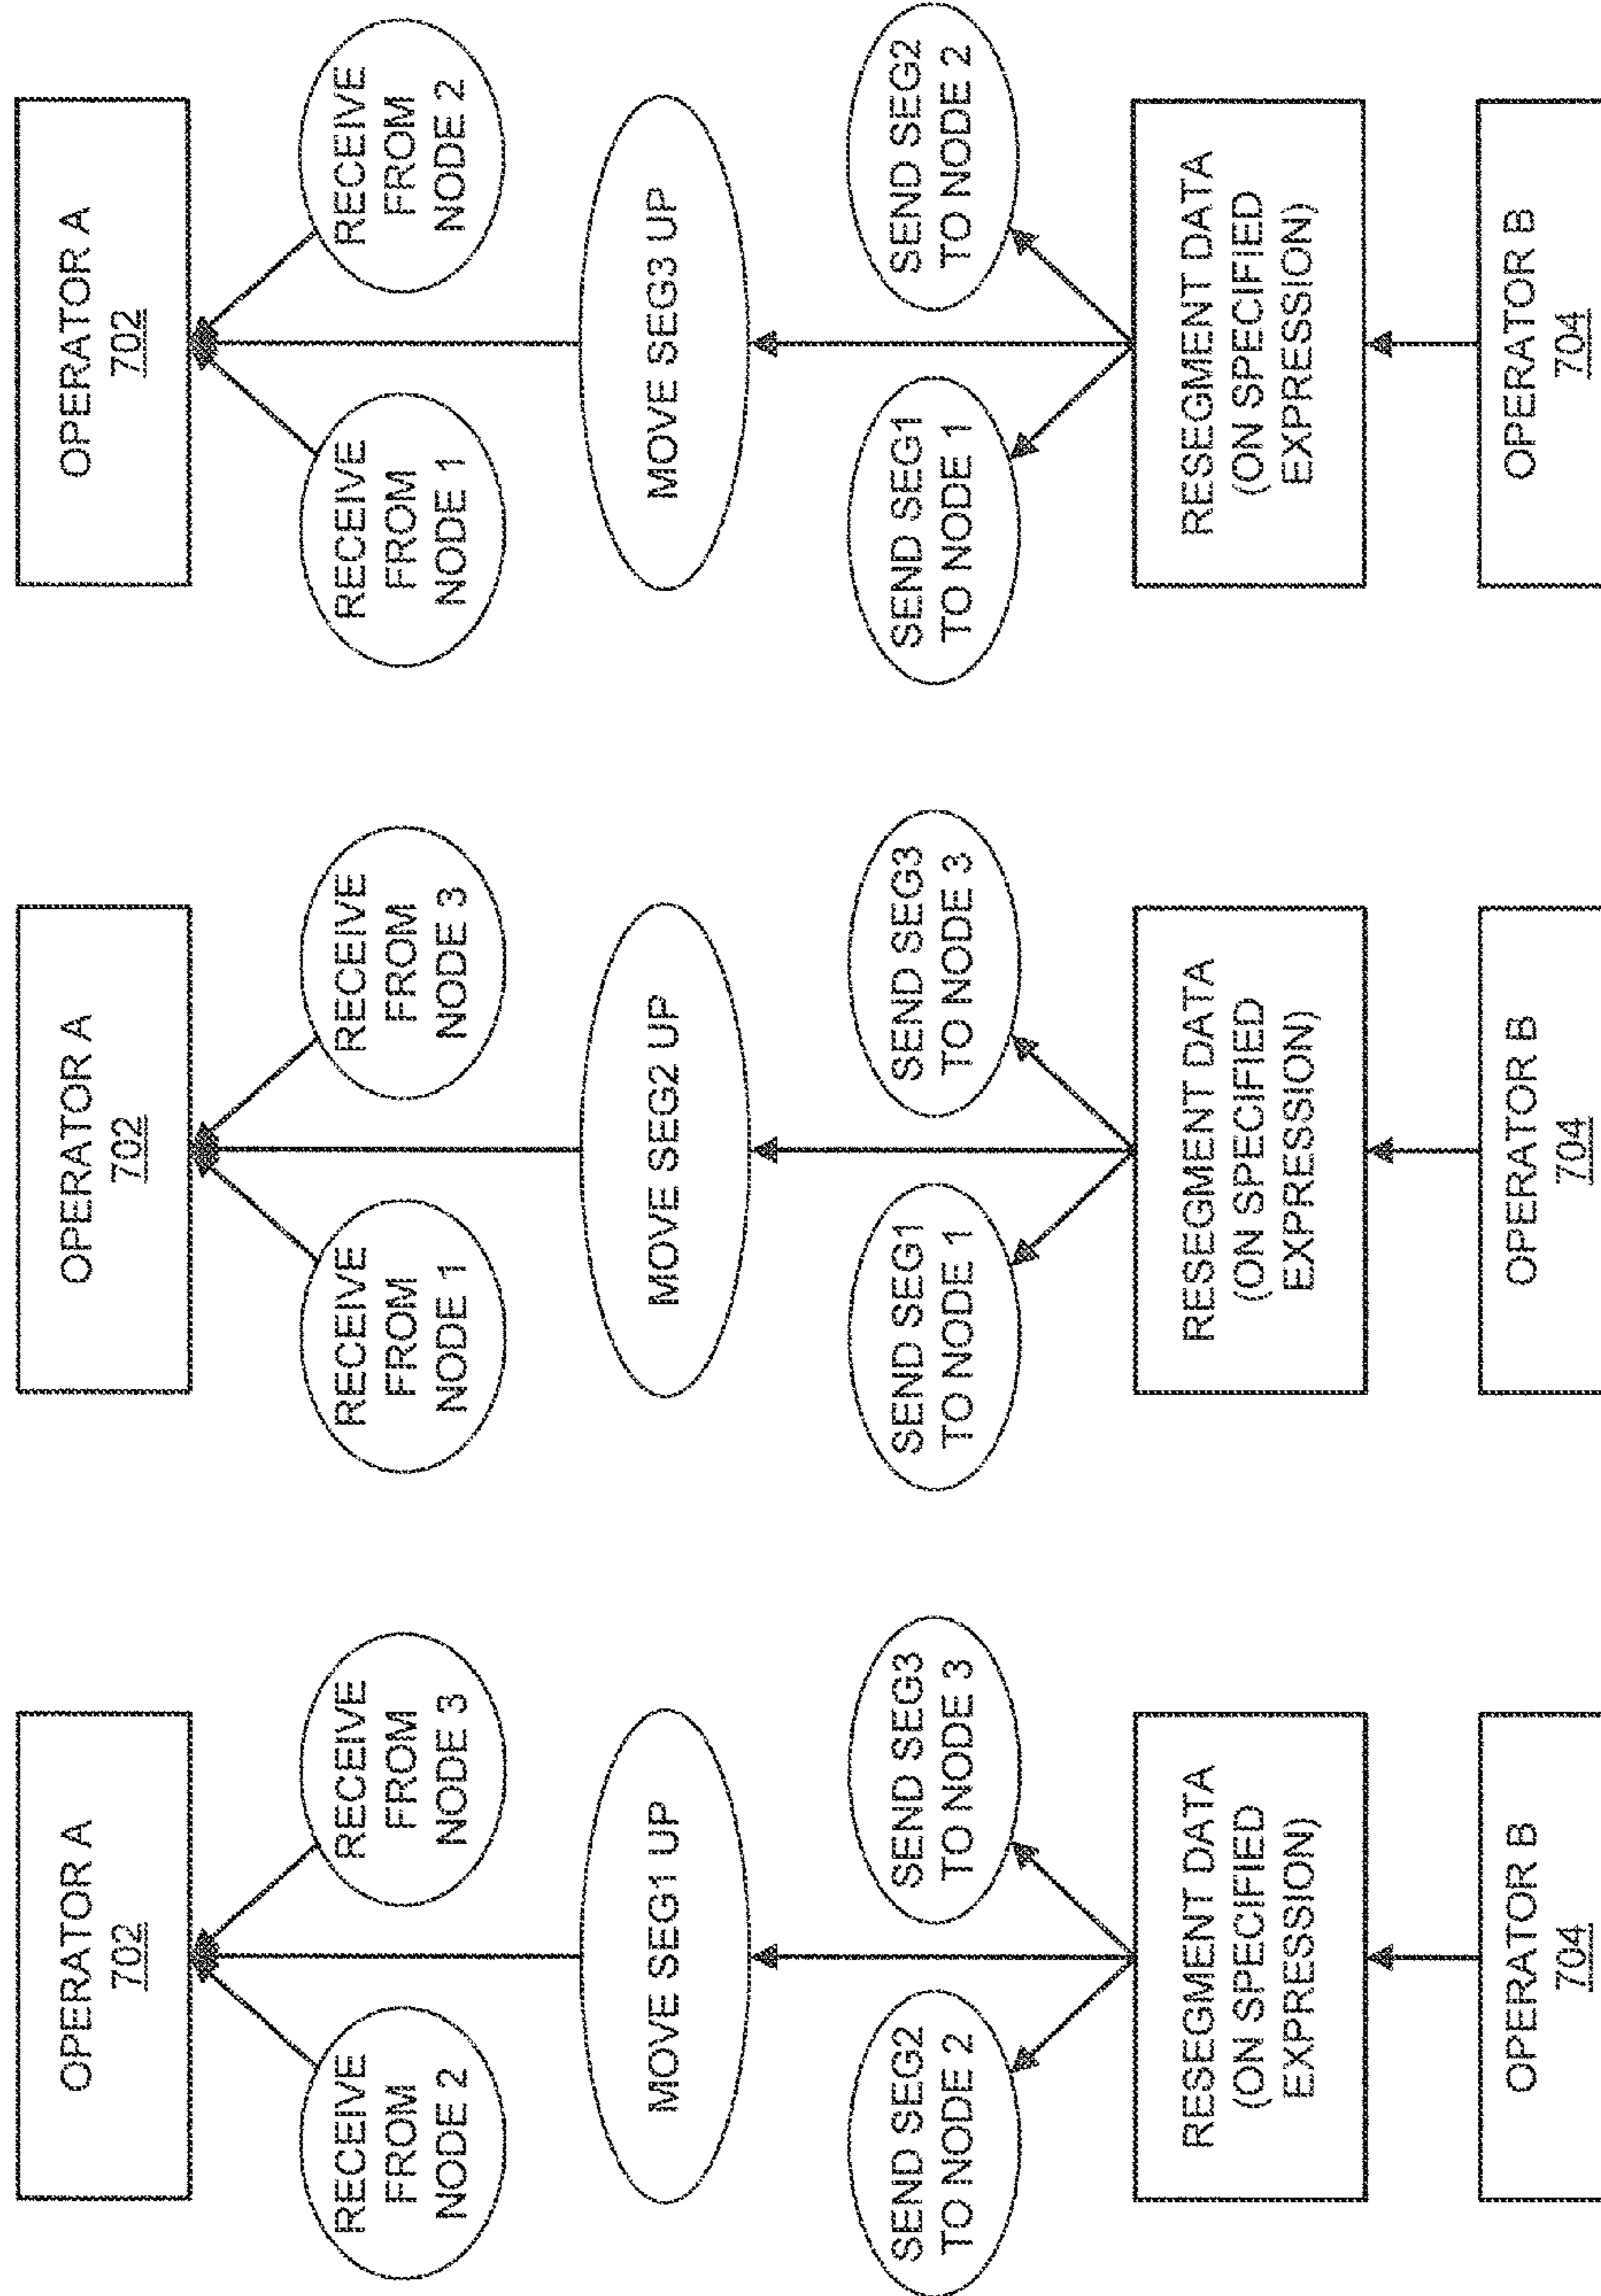 OPERATOR A
702
RECEIVE
FROM
NODE 2
RECEIVE
FROM
NODE 3
MOVE SEG1 UP
SEND SEG2
TO NODE 2
SEND SEG3
TO NODE 3
RESEGMENT DATA
(ON SPECIFIED
EXPRESSION)
OPERATOR B
704
OPERATOR A
702
RECEIVE
FROM
NODE 1
RECEIVE
FROM
NODE 3
MOVE SEG2 UP
SEND SEG1
TO NODE 1
SEND SEG3
TO NODE 3
RESEGMENT DATA
(ON SPECIFIED
EXPRESSION)
OPERATOR B
704
OPERATOR A
702
RECEIVE
FROM
NODE 1
RECEIVE
FROM
NODE 2
MOVE SEG3 UP
SEND SEG1
TO NODE 1
SEND SEG2
TO NODE 2
RESEGMENT DATA
(ON SPECIFIED
EXPRESSION)
OPERATOR B
704